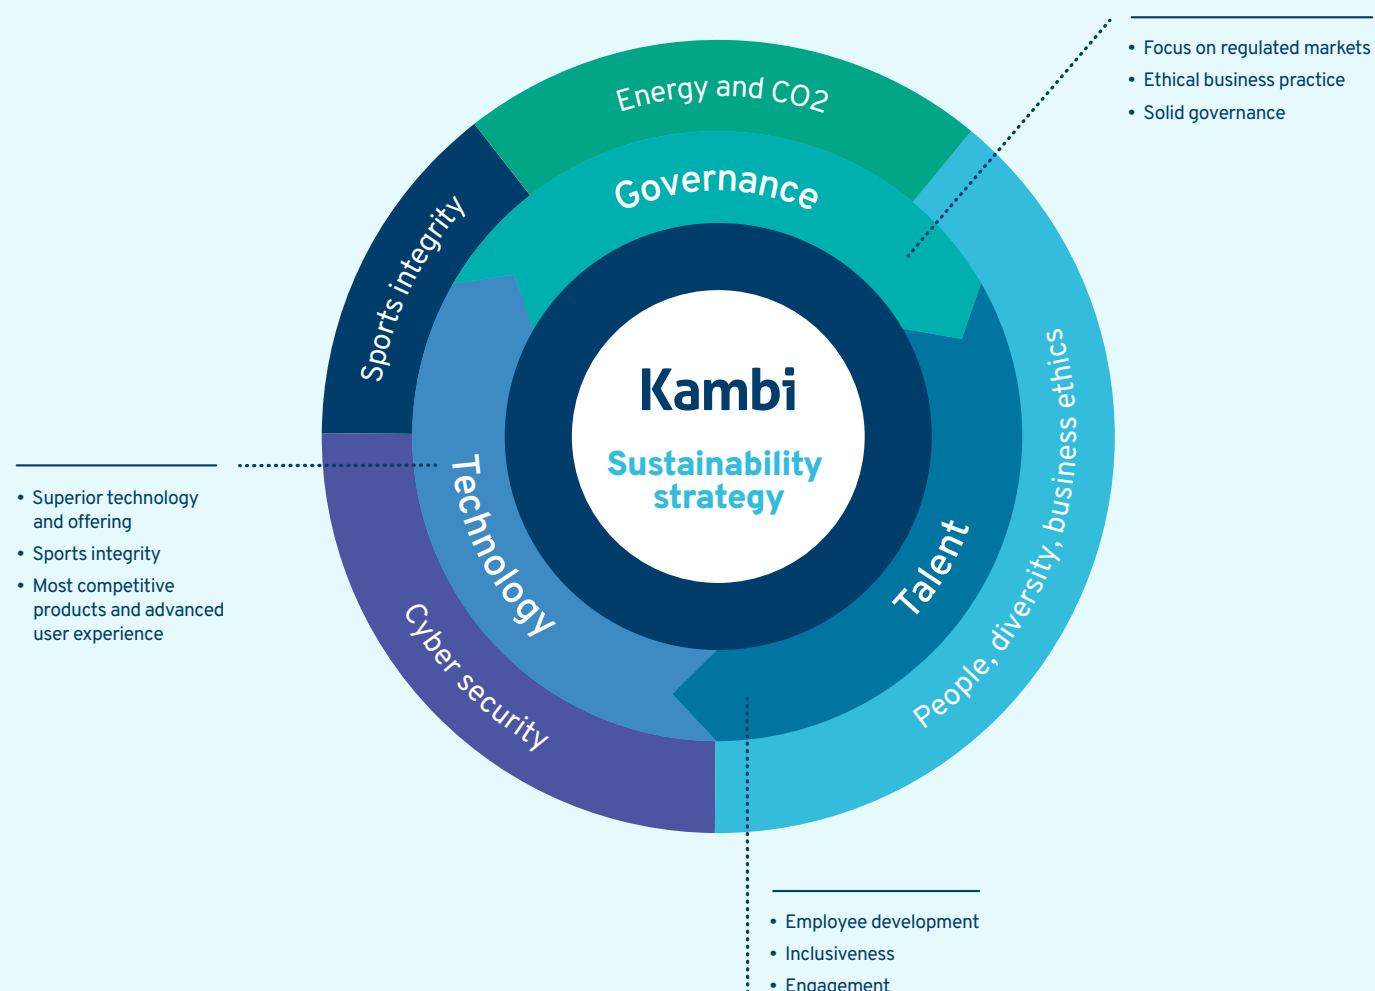 • Focus on regulated markets
• Ethical business practice
• Solid governance
Energy and CO2
Governance
Sports integrity
Kambi
Sustainability
strategy
People, diversity, business ethics
Talent
Technology
Cyber security
• Superior technology
and offering
• Sports integrity
• Most competitive
products and advanced
user experience
• Employee development
• Inclusiveness
• Engagement